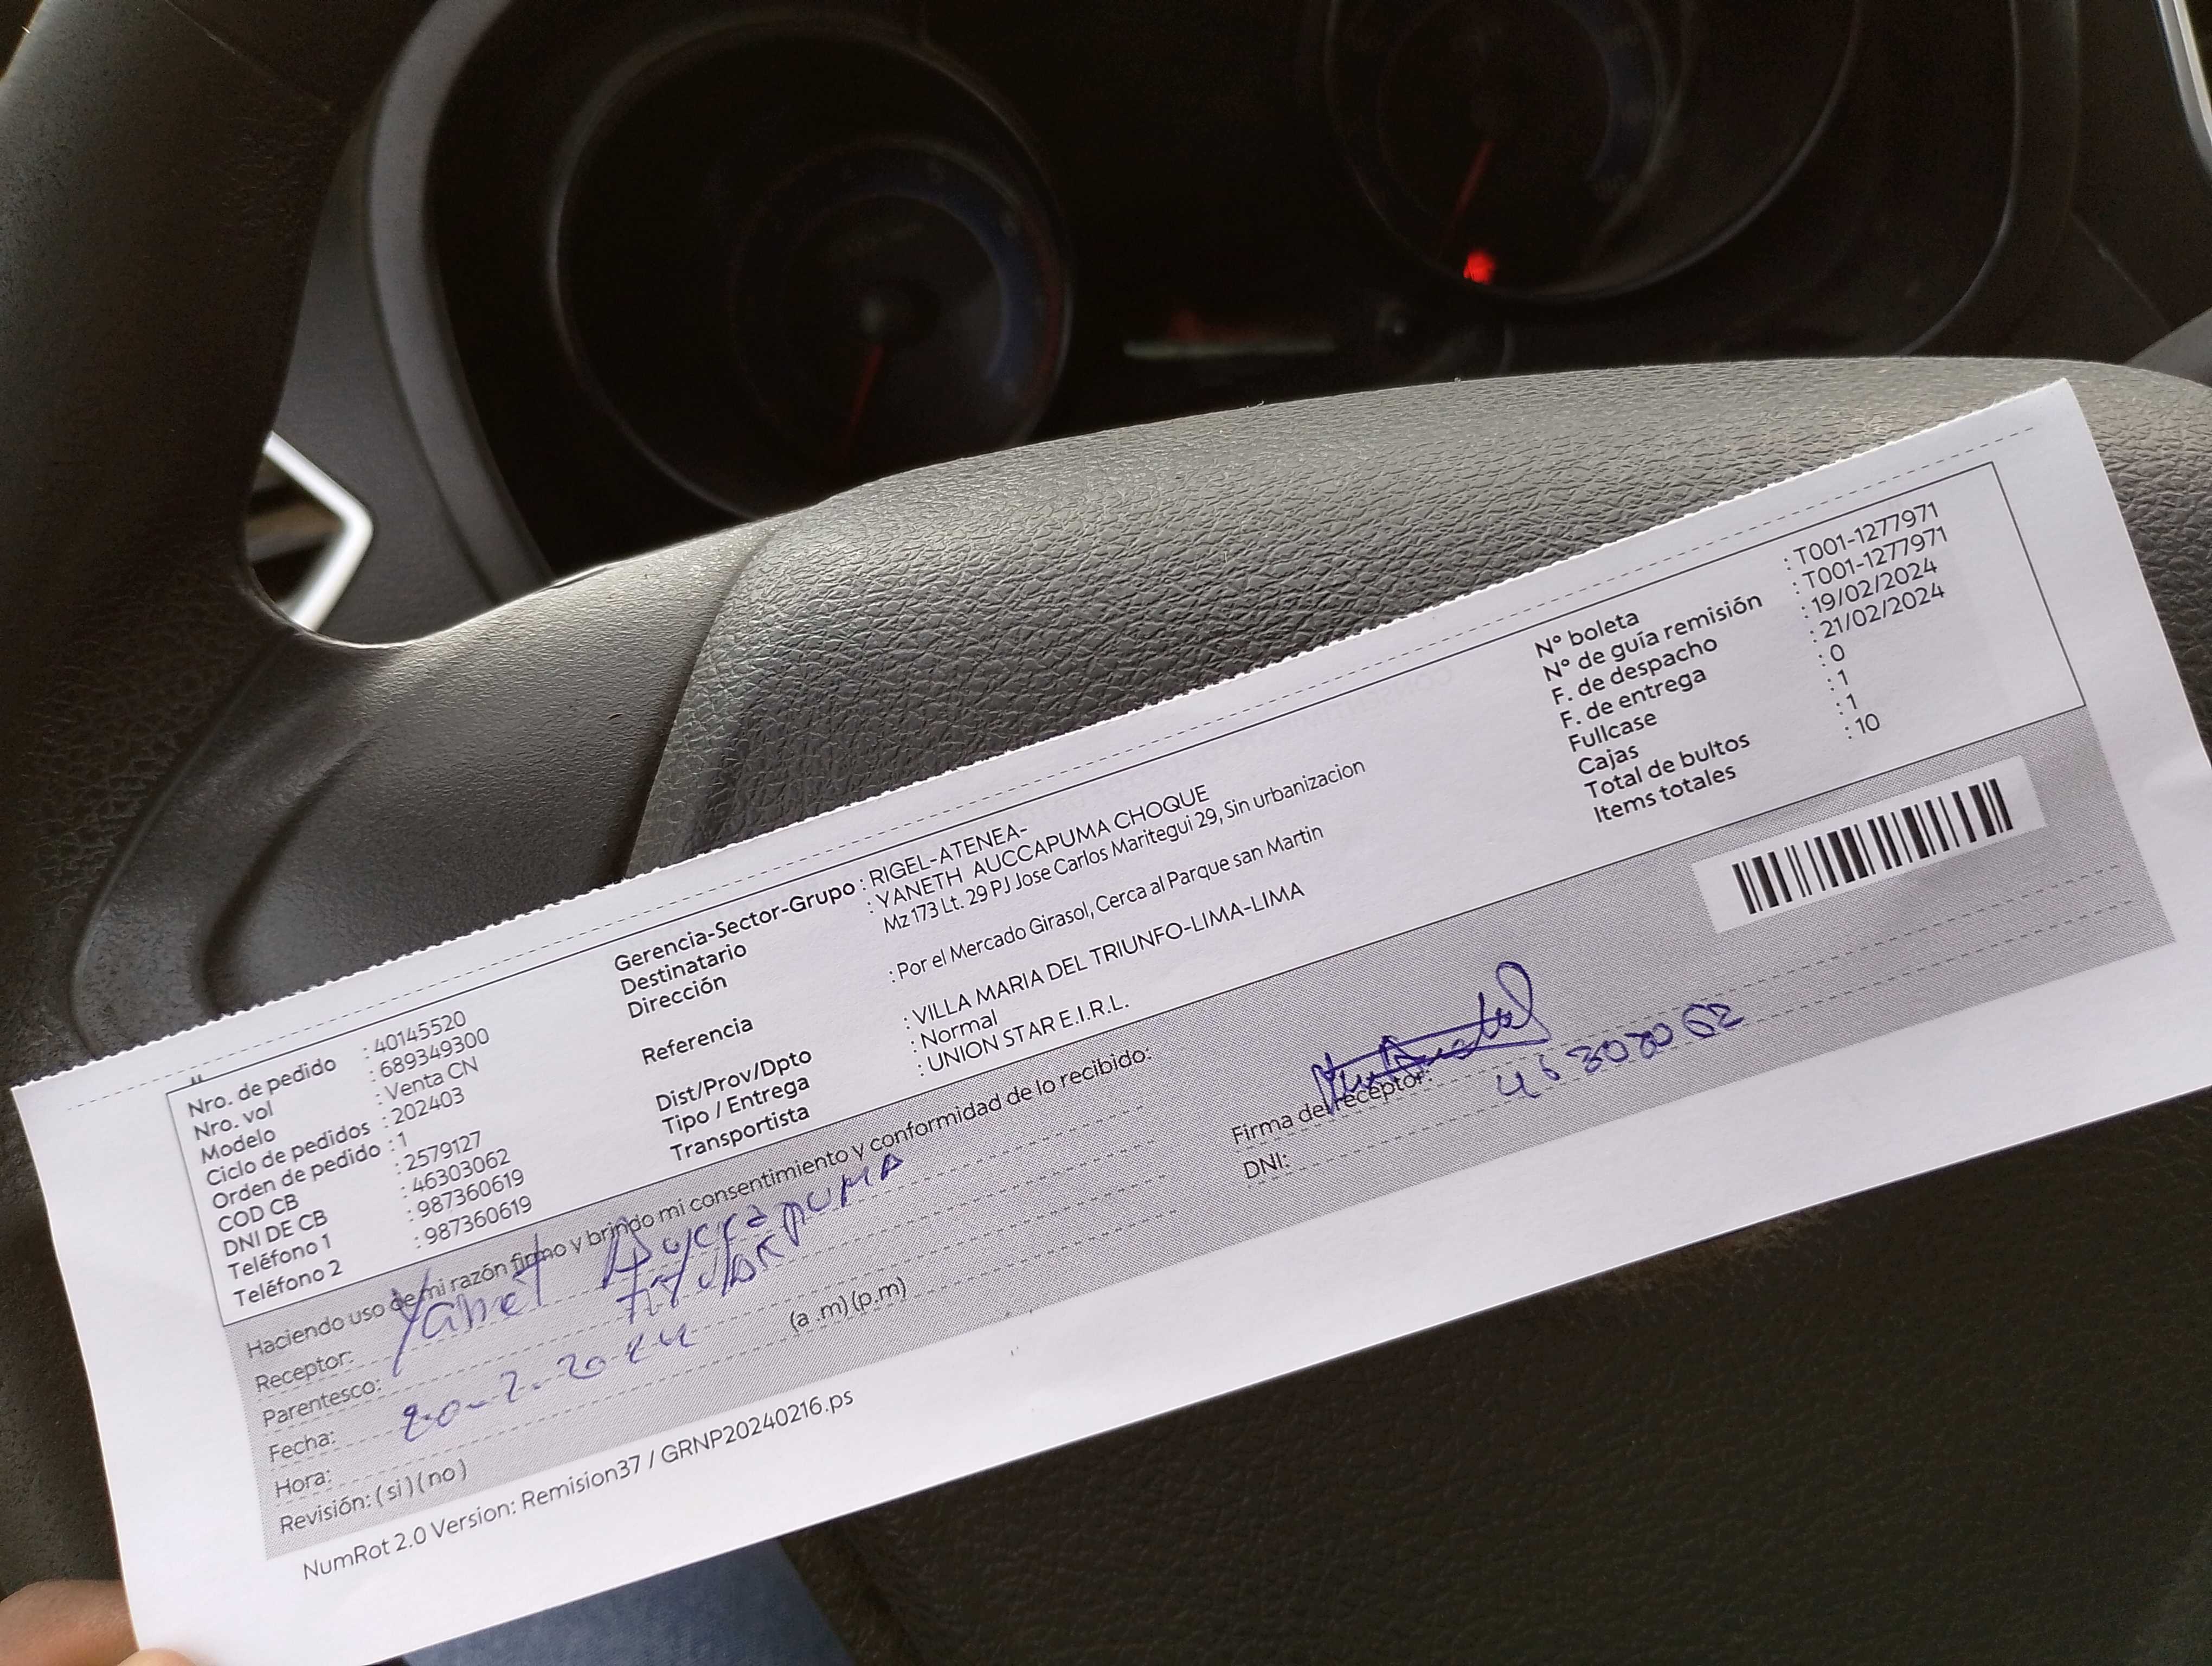 Nro. de pedido : 40145520
Nro. vol : 689349300
Modelo : Venta CN
Ciclo de pedidos : 202403
Orden de pedido : 1
COD CB : 2579127
DNI DE CB : 46303062
Teléfono 1 : 987360619
Teléfono 2 : 987360619
Gerencia-Sector-Grupo : RIGEL-ATENEA-
Destinatario : YANETH AUCCAPUMA CHOQUE
Dirección Mz 173 Lt. 29 PJ Jose Carlos Maritegui 29, Sin urbanizacion
Referencia : Por el Mercado Girasol, Cerca al Parque san Martin
Dist/Prov/Dpto : VILLA MARIA DEL TRIUNFO-LIMA-LIMA
Tipo / Entrega : Normal
Transportista : UNION STAR E.I.R.L.
N° boleta : T001-1277971
N° de guía remisión : T001-1277971
F. de despacho : 19/02/2024
F. de entrega : 21/02/2024
Fullcase : 0
Cajas : 1
Total de bultos : 1
Items totales : 10
Haciendo uso de mi razón firmo y brindo mi consentimiento y conformidad de lo recibido:
Receptor: Yanet AuccapUMA
Parentesco: TituLAR
Fecha: 20-2-2024
Hora: (a .m)(p.m)
Revisión: ( si ) ( no )
Firma del receptor:
DNI:
NumRot 2.0 Version: Remision37 / GRNP20240216.ps